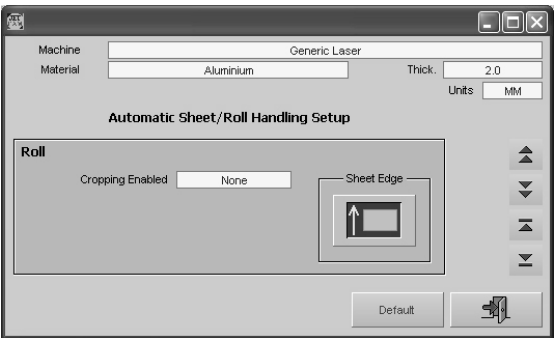 Machine Generic Laser
Material Aluminium Thick. 2.0
Units MM
Automatic Sheet/Roll Handling Setup
Roll
Cropping Enabled None Sheet Edge
Default